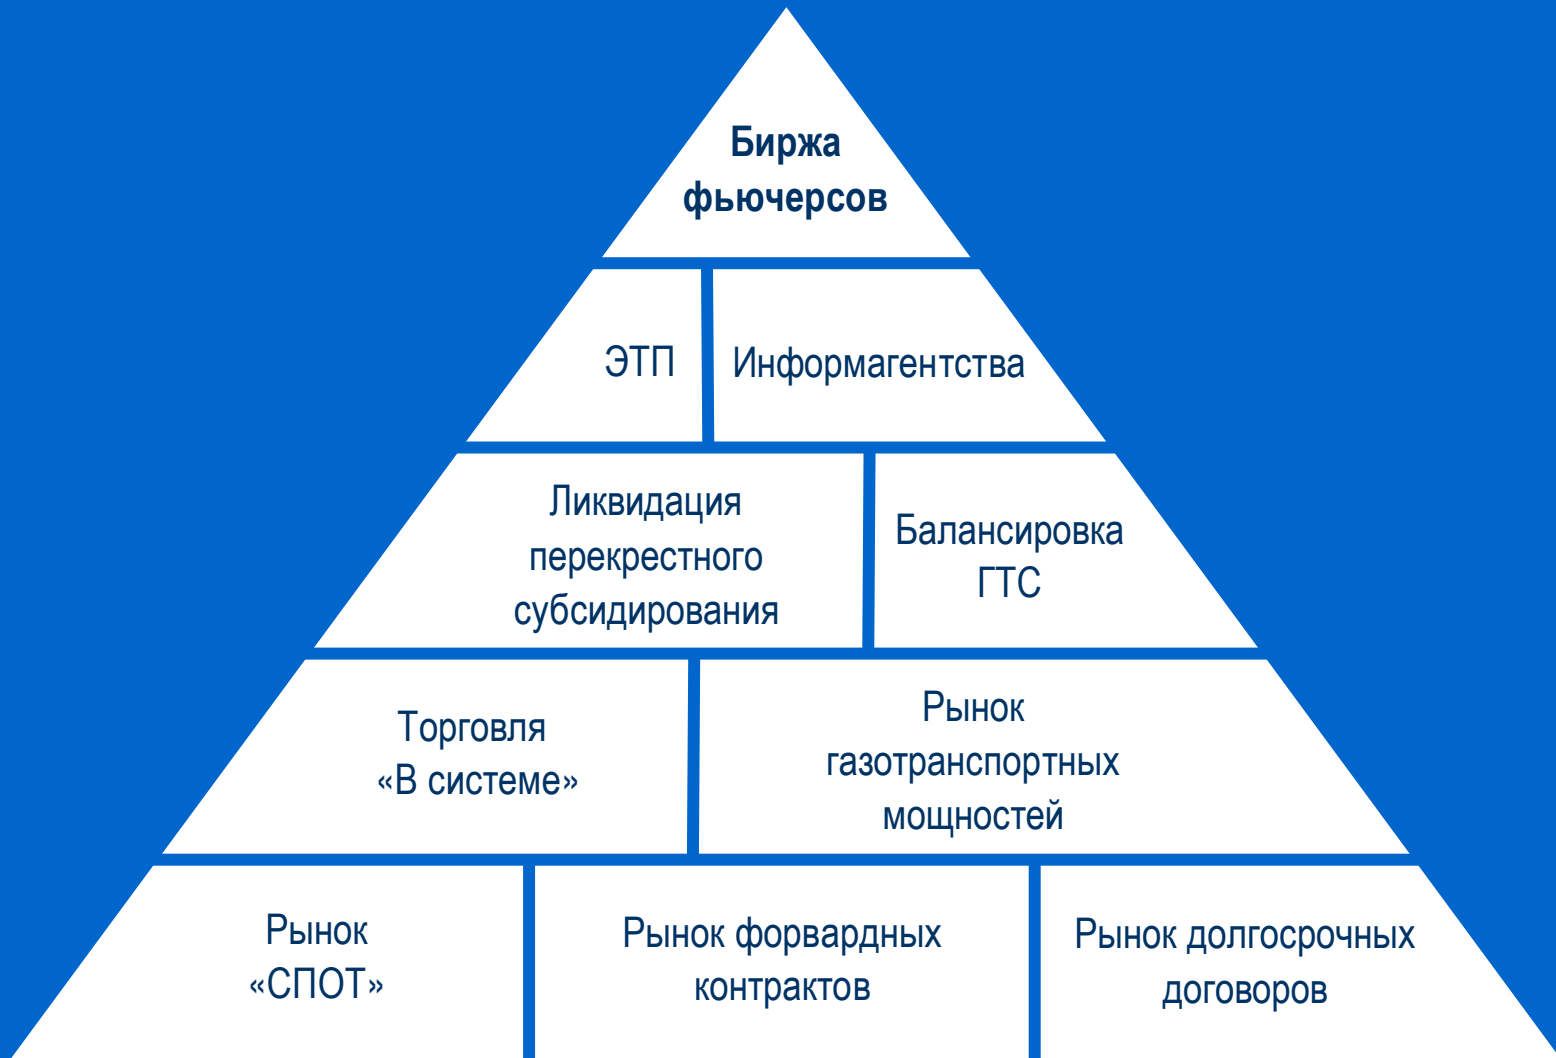 Биржа
фьючерсов
ЭТП
Информагентства
Ликвидация
перекрестного
субсидирования
Балансировка
ГТС
Торговля
«В системе»
Рынок
газотранспортных
мощностей
Рынок
«СПОТ»
Рынок форвардных
контрактов
Рынок долгосрочных
договоров